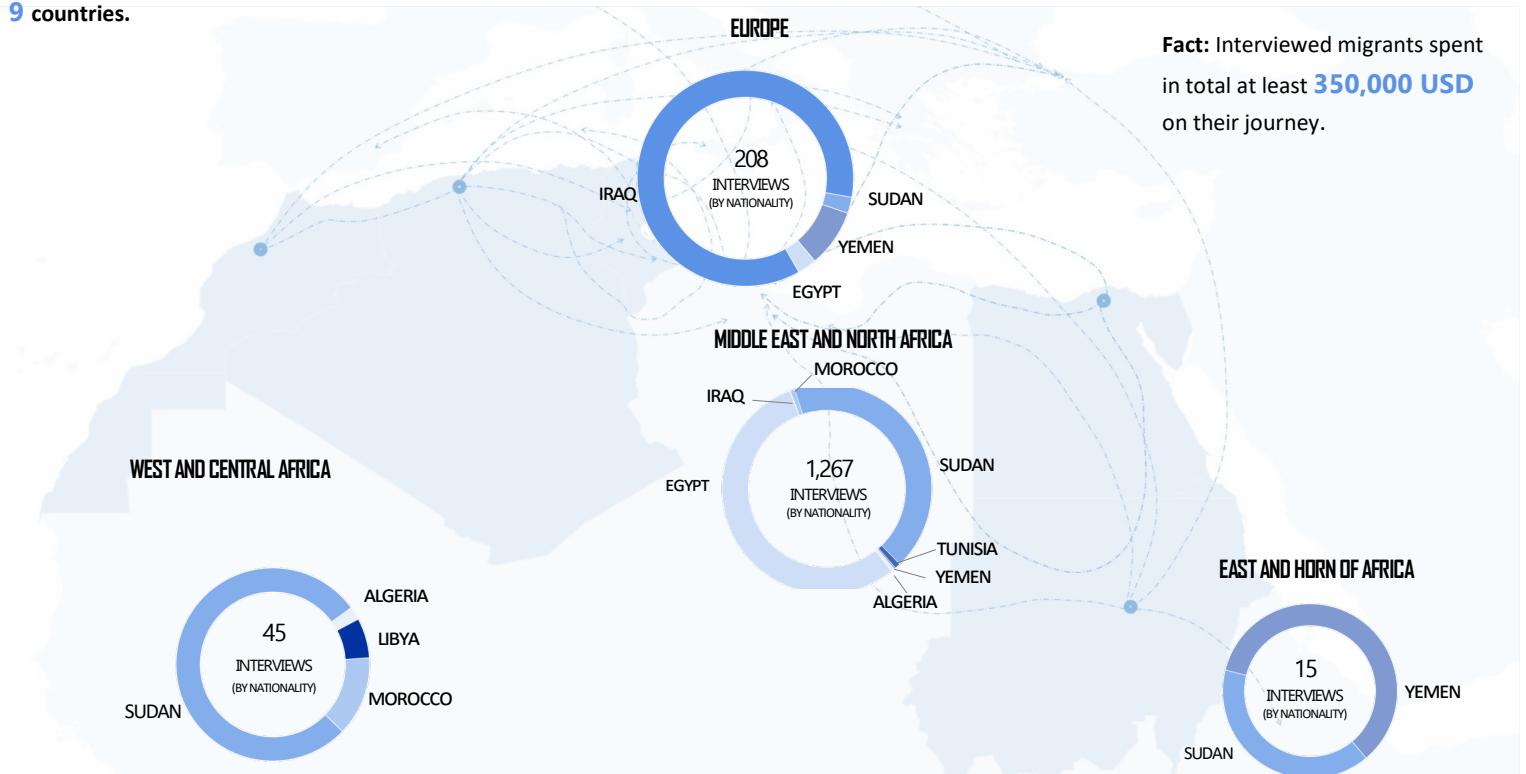 9 countries.
EUROPE
Fact: Interviewed migrants spent
in total at least 350,000 USD
on their journey.
208
INTERVIEWS
(BY NATIONALITY)
IRAQ
SUDAN
YEMEN
EGYPT
MIDDLE EAST AND NORTH AFRICA
MOROCCO
IRAQ
EGYPT
1,267
INTERVIEWS
(BY NATIONALITY)
SUDAN
TUNISIA
YEMEN
ALGERIA
WEST AND CENTRAL AFRICA
ALGERIA
45
INTERVIEWS
(BY NATIONALITY)
LIBYA
MOROCCO
SUDAN
EAST AND HORN OF AFRICA
15
INTERVIEWS
(BY NATIONALITY)
YEMEN
SUDAN